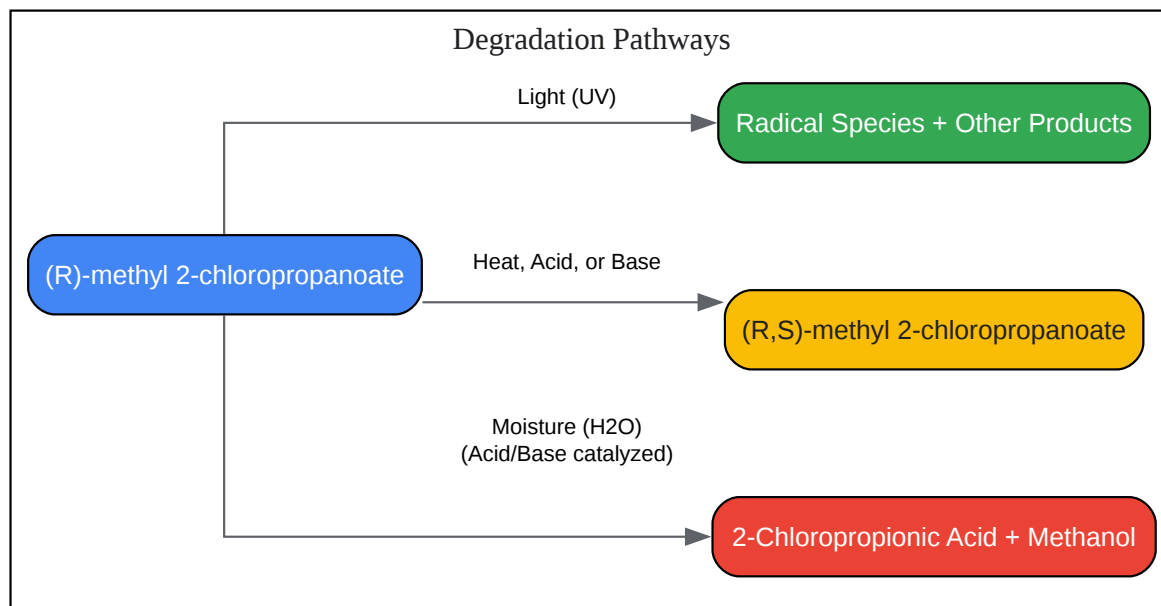 Degradation Pathways
Light (UV)
Radical Species + Other Products
(R)-methyl 2-chloropropanoate
Heat, Acid, or Base
(R,S)-methyl 2-chloropropanoate
Moisture (H2O)
(Acid/Base catalyzed)
2-Chloropropionic Acid + Methanol